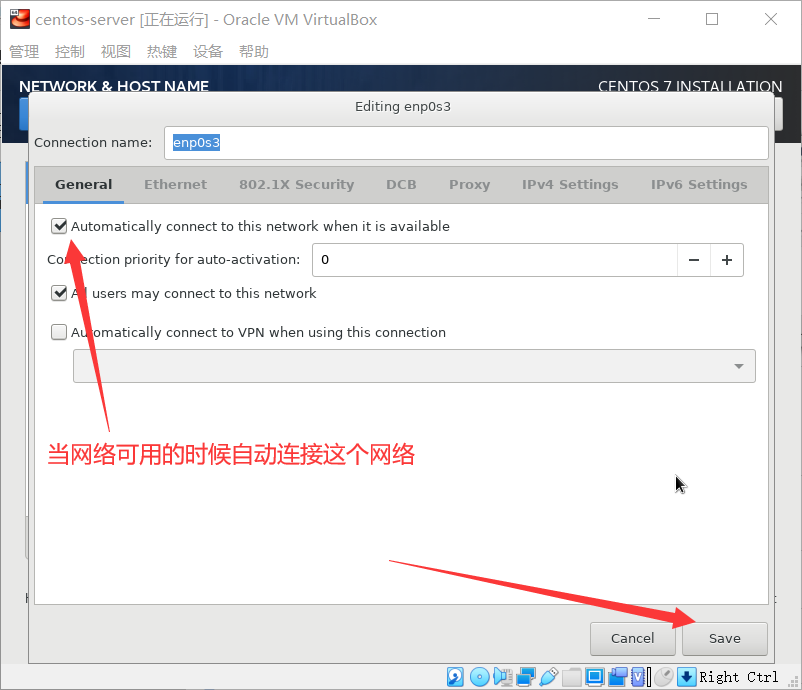 centos-server [正在运行] - Oracle VM VirtualBox
管理 控制 视图 热键 设备 帮助
NETWORK & HOST NAME CENTOS 7 INSTALLATION
Editing enp0s3
Connection name: enp0s3
General Ethernet 802.1X Security DCB Proxy IPv4 Settings IPv6 Settings
Automatically connect to this network when it is available
Connection priority for auto-activation: 0
All users may connect to this network
Automatically connect to VPN when using this connection
当网络可用的时候自动连接这个网络
Cancel Save
Right Ctrl